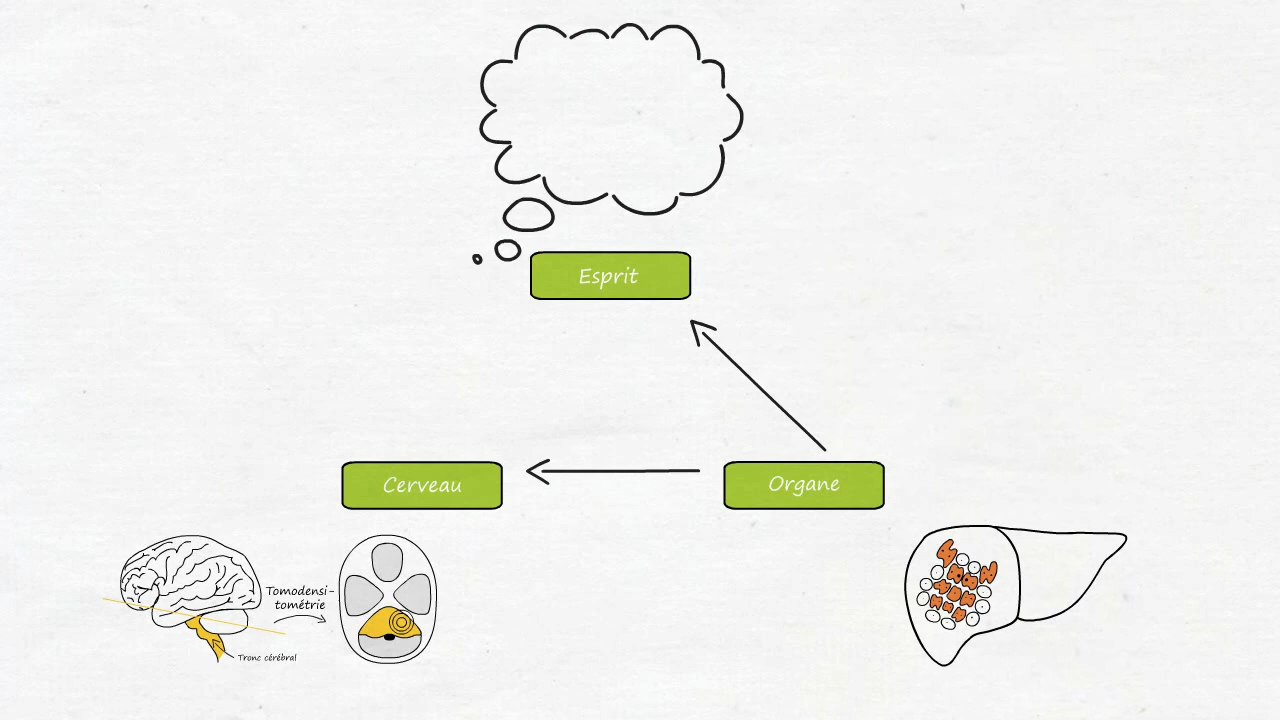 Esprit
Cerveau
Organe
Tomodensi-
tométrie
Tronc cérébral